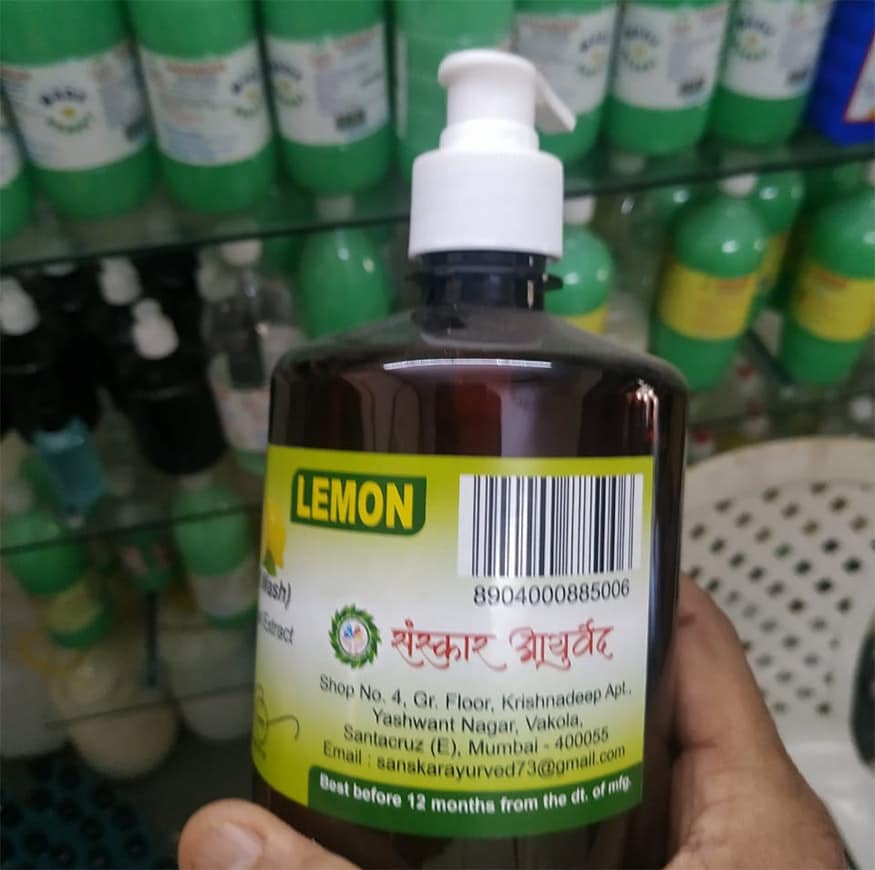 LEMON
8904000885006
Wash)
Extract
संस्कार आयुर्वेद
Shop No. 4, Gr. Floor, Krishnadeep Apt.,
Yashwant Nagar, Vakola,
Santacruz (E), Mumbai - 400055
Email : sanskarayurved73@gmail.com
Best before 12 months from the dt. of mfg.